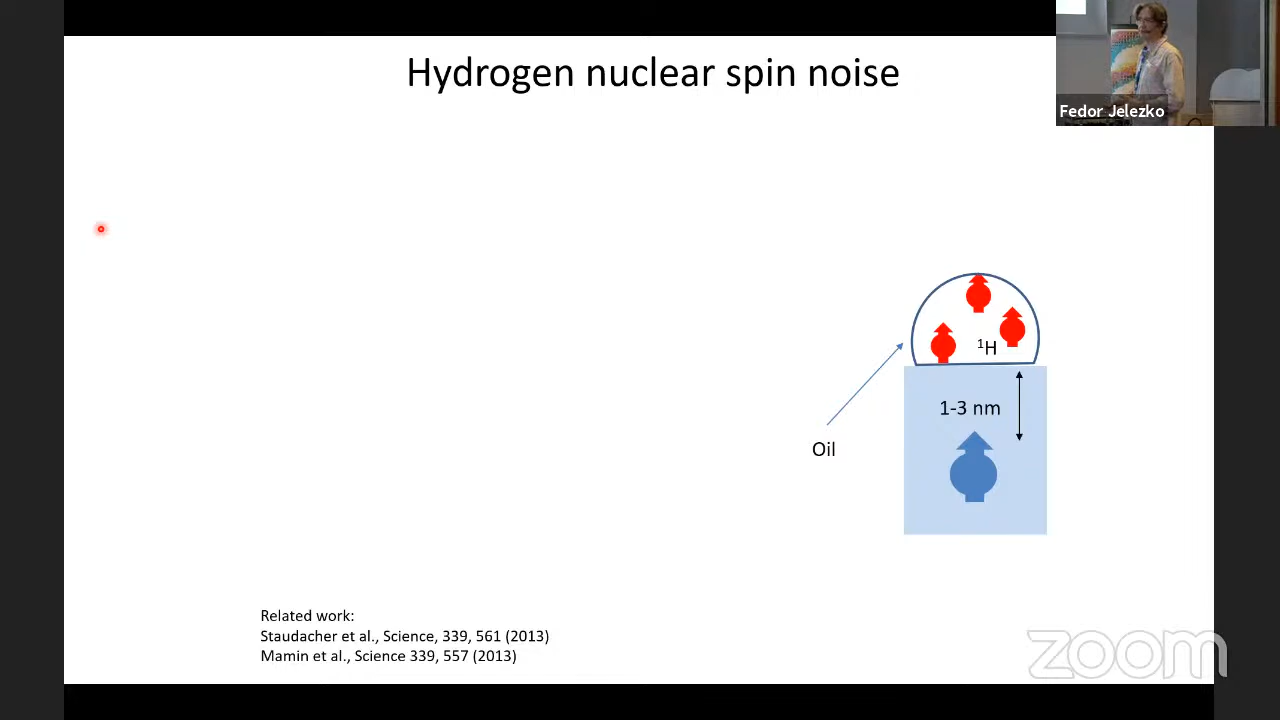 Hydrogen nuclear spin noise
Fedor Jelezko
¹H
1-3 nm
Oil
Related work:
Staudacher et al., Science, 339, 561 (2013)
Mamin et al., Science 339, 557 (2013)
zoom